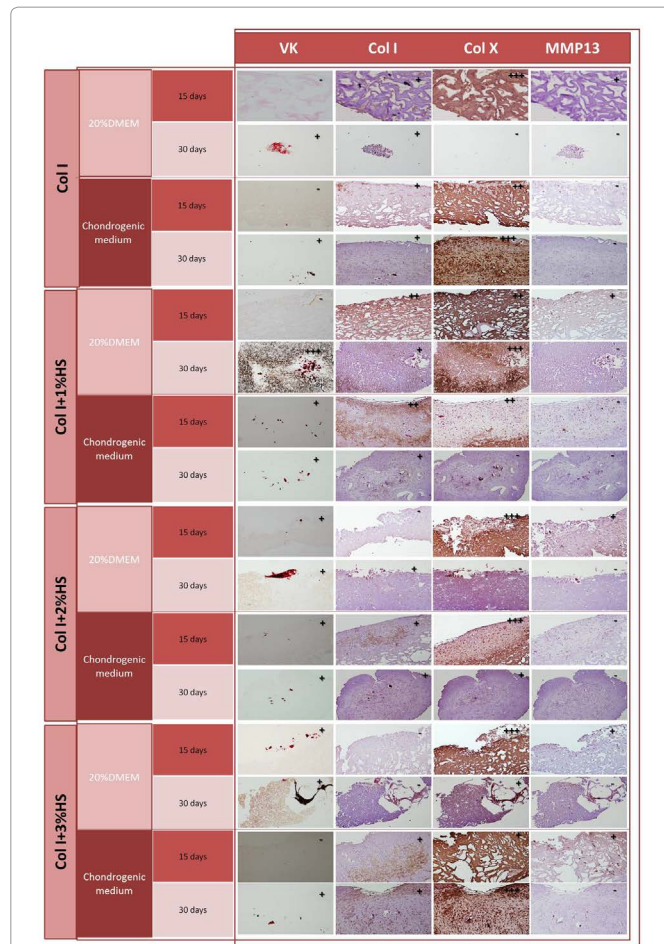 VK Col I Col X MMP13
Col I
20%DMEM
15 days - + +++ +
30 days + + - -
Chondrogenic
medium
15 days - + ++ -
30 days + + +++ -
Col I+1%HS
20%DMEM
15 days - ++ ++ +
30 days +++ + +++ -
Chondrogenic
medium
15 days + ++ ++ -
30 days + + - -
Col I+2%HS
20%DMEM
15 days + - +++ +
30 days + + - -
Chondrogenic
medium
15 days + + +++ -
30 days + - - -
Col I+3%HS
20%DMEM
15 days + - +++ +
30 days + - - -
Chondrogenic
medium
15 days - + + +
30 days + - +++ -